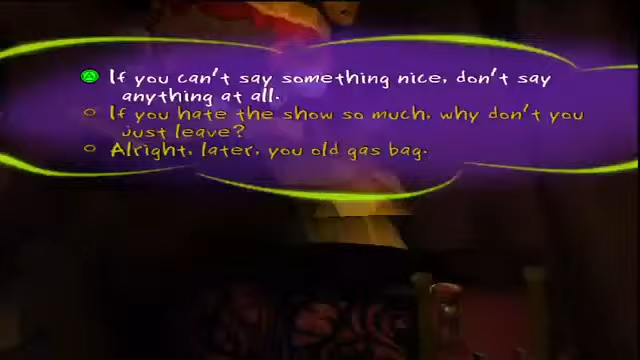 If you can't say something nice, don't say
anything at all.
If you hate the show so much, why don't you
just leave?
Alright, later, you old gas bag.